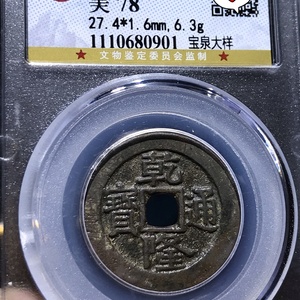 美 78
27.4*1.6mm, 6.3g
1110680901 宝泉大样
文物鉴定委员会监制
乾隆通寶